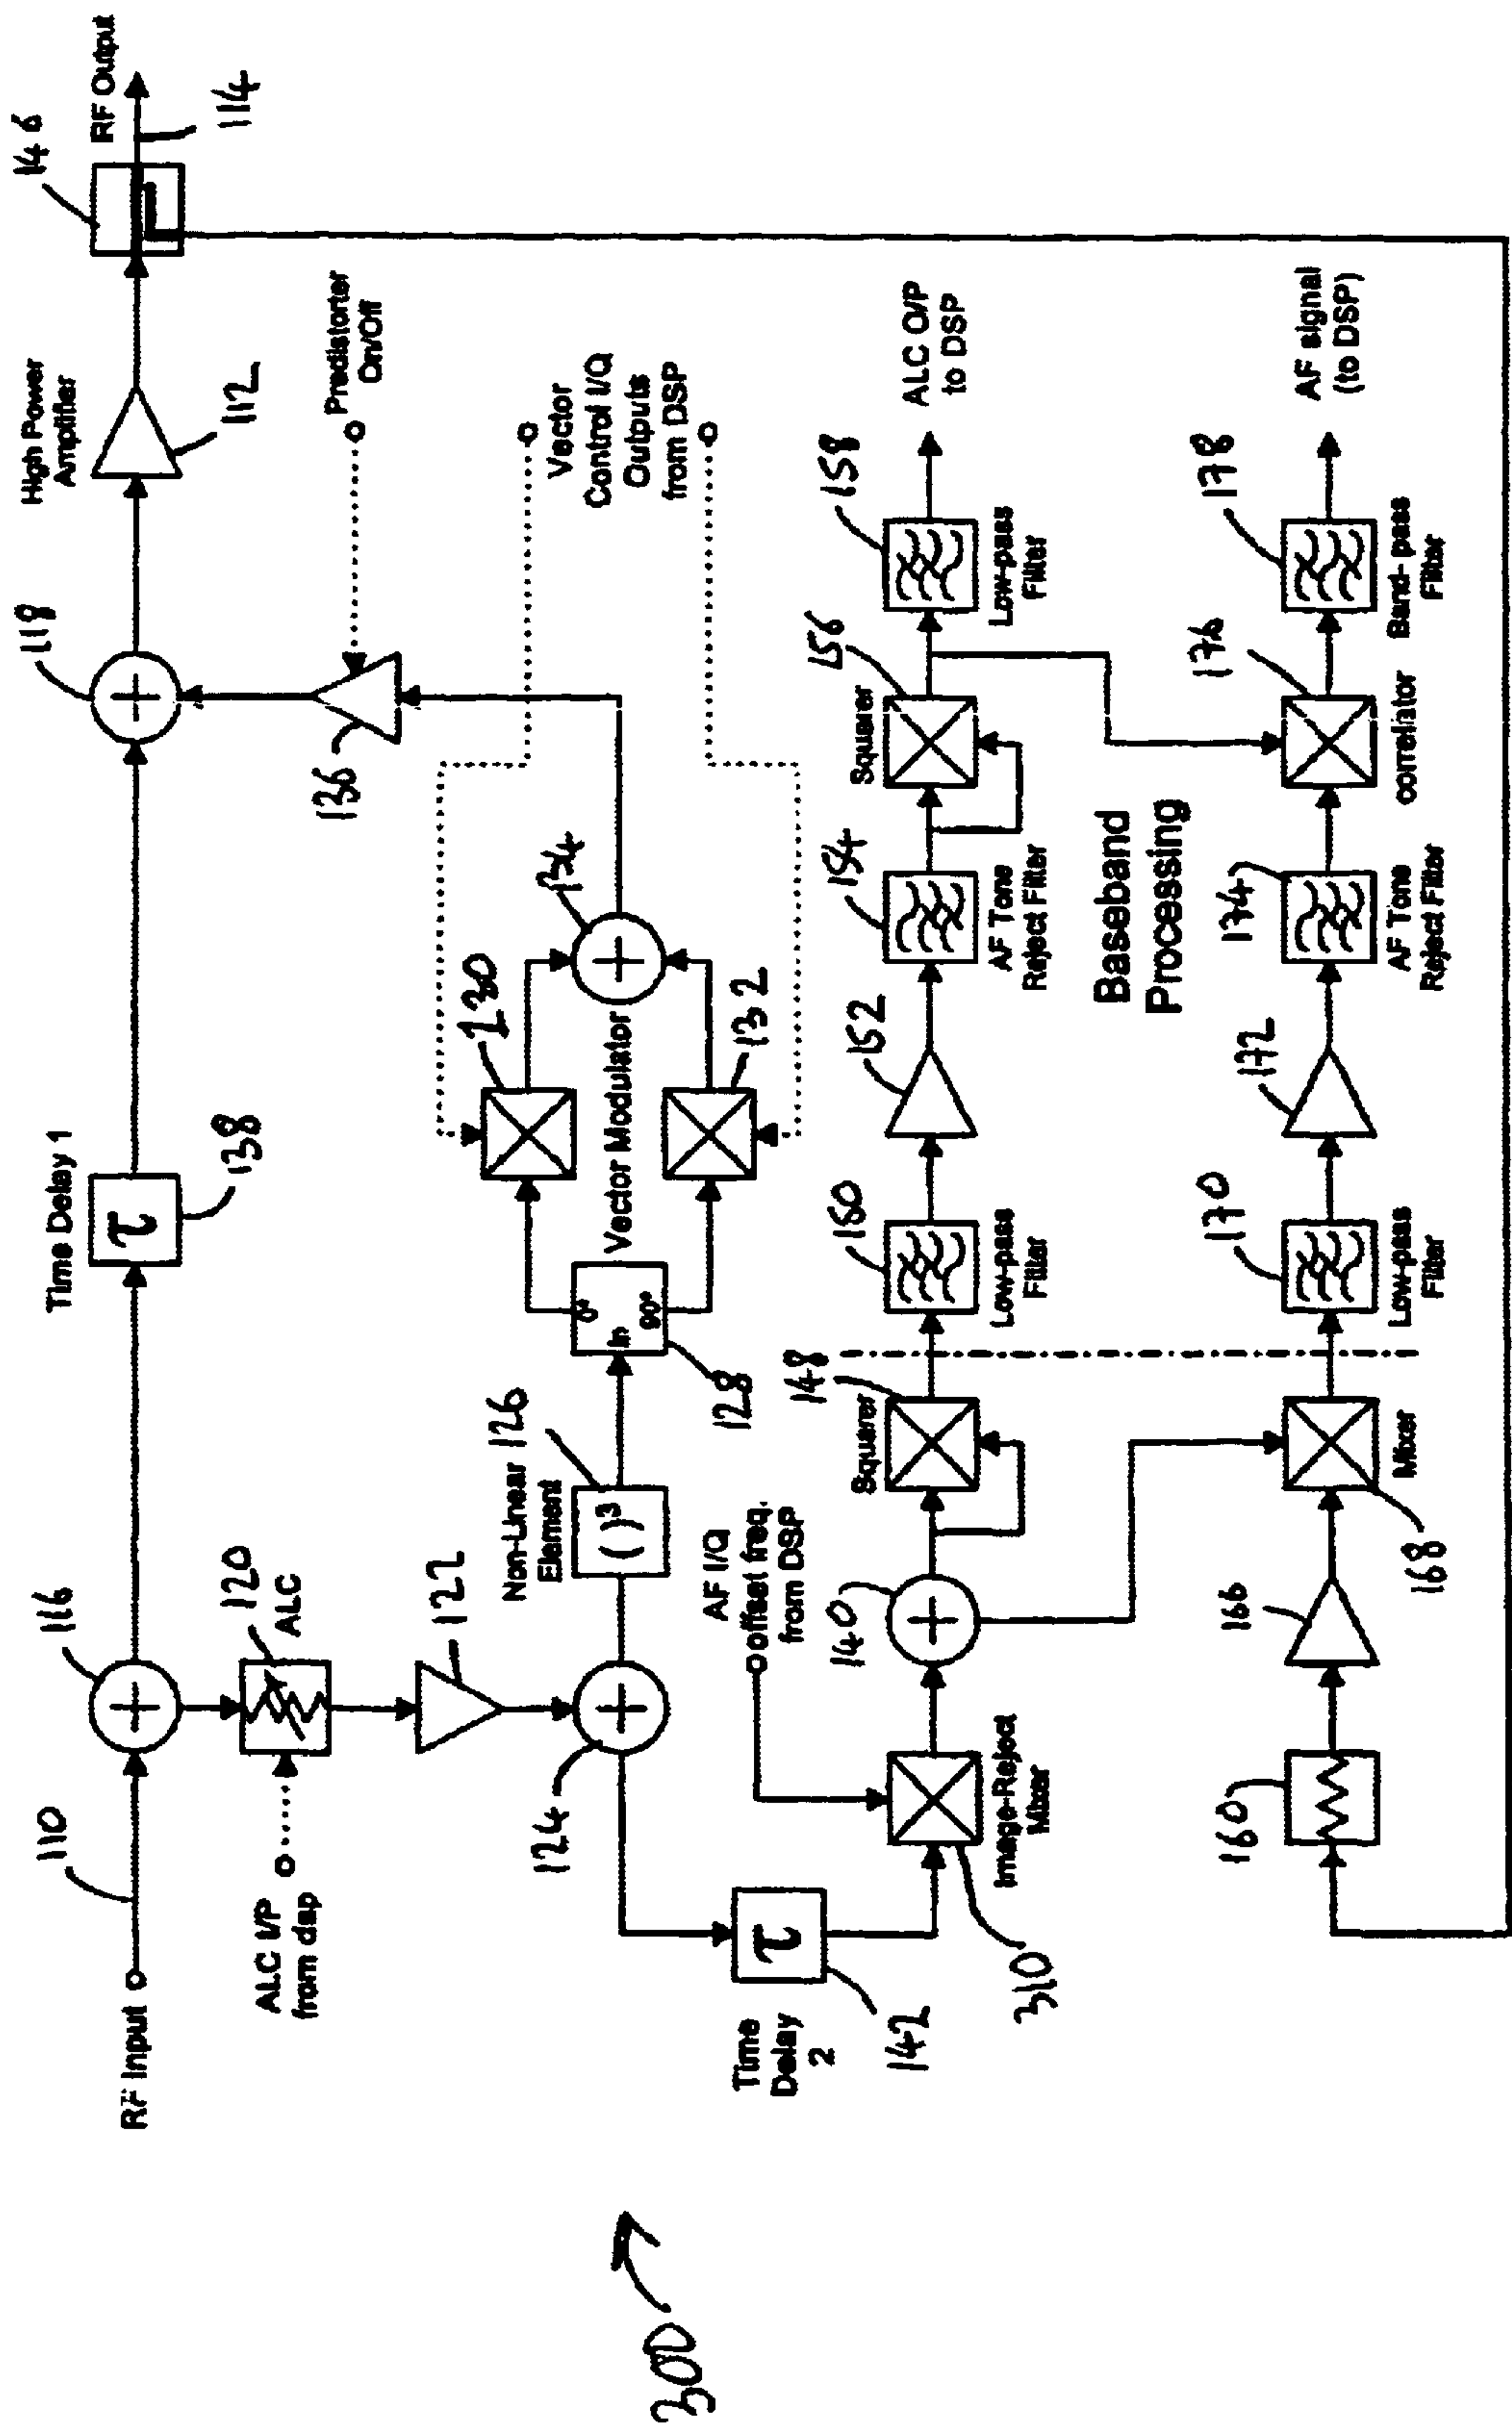 RF Input
110
116
Time Delay 1
τ
138
118
High Power
Amplifier
112
146
RF Output
114
ALC I/P
from dsp
120
ALC
122
124
Non-Linear
Element
126
( )³
128
In
0°
90°
Vector Modulator
130
132
134
136
Predistorter
On/Off
Vector
Control I/Q
Outputs
from DSP
Time
Delay
2
τ
142
AF I/Q
offset freq.
from DSP
310
Image-Reject
Mixer
140
Squarer
148
180
Low-pass
Filter
152
154
AF Tone
Reject Filter
Squarer
156
158
Low-pass
Filter
ALC O/P
to DSP
Baseband
Processing
160
166
168
Mixer
170
Low-pass
Filter
172
174
AF Tone
Reject Filter
176
correlator
178
Band-pass
Filter
AF signal
(to DSP)
300